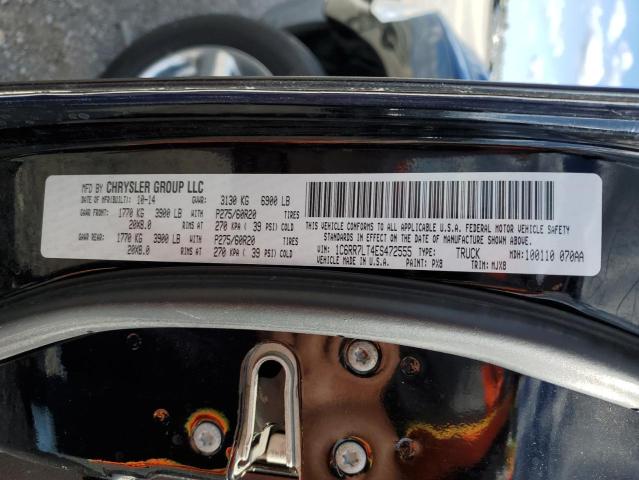 MFD BY CHRYSLER GROUP LLC
DATE OF MFR(BUILT): 10-14 GVWR: 3130 KG 6900 LB
GAWR FRONT: 1770 KG 3900 LB WITH P275/60R20 TIRES
20X8.0 RIMS AT 270 KPA ( 39 PSI) COLD
GAWR REAR: 1770 KG 3900 LB WITH P275/60R20 TIRES
20X8.0 RIMS AT 270 KPA ( 39 PSI) COLD
THIS VEHICLE CONFORMS TO ALL APPLICABLE U.S.A. FEDERAL MOTOR VEHICLE SAFETY
STANDARDS IN EFFECT ON THE DATE OF MANUFACTURE SHOWN ABOVE.
VIN: 1C6RR7LT4ES472555 TYPE: TRUCK MDH: 100110 070AA
VEHICLE MADE IN U.S.A. PAINT: PX8 TRIM: MJX8